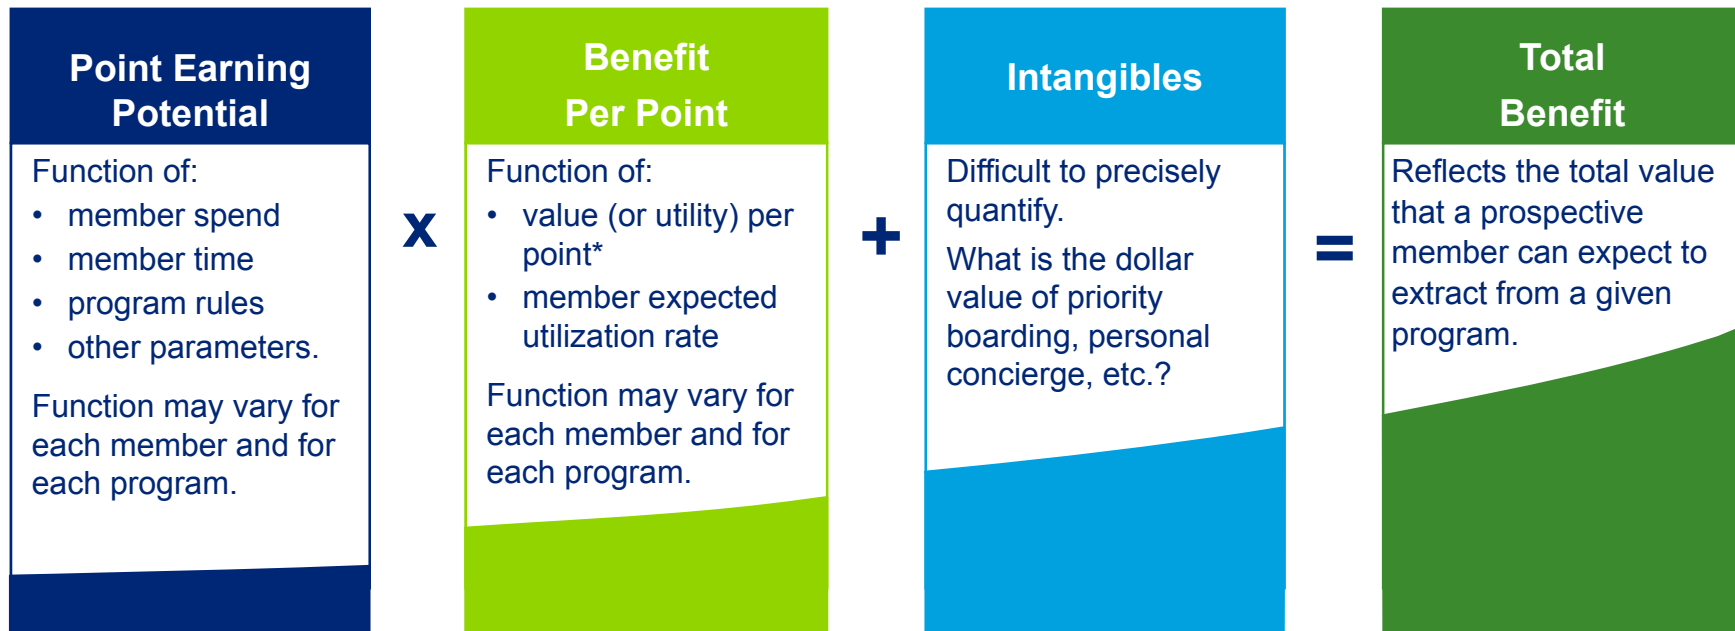 Point Earning
Potential
Function of:
• member spend
• member time
• program rules
• other parameters.
Function may vary for
each member and for
each program.
x
Benefit
Per Point
Function of:
• value (or utility) per
point*
• member expected
utilization rate
Function may vary for
each member and for
each program.
+
Intangibles
Difficult to precisely
quantify.
What is the dollar
value of priority
boarding, personal
concierge, etc.?
=
Total
Benefit
Reflects the total value
that a prospective
member can expect to
extract from a given
program.